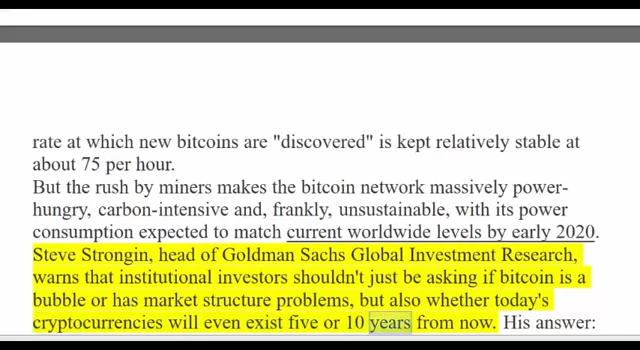 rate at which new bitcoins are "discovered" is kept relatively stable at
about 75 per hour.
But the rush by miners makes the bitcoin network massively power-
hungry, carbon-intensive and, frankly, unsustainable, with its power
consumption expected to match current worldwide levels by early 2020.
Steve Strongin, head of Goldman Sachs Global Investment Research,
warns that institutional investors shouldn't just be asking if bitcoin is a
bubble or has market structure problems, but also whether today's
cryptocurrencies will even exist five or 10 years from now. His answer: